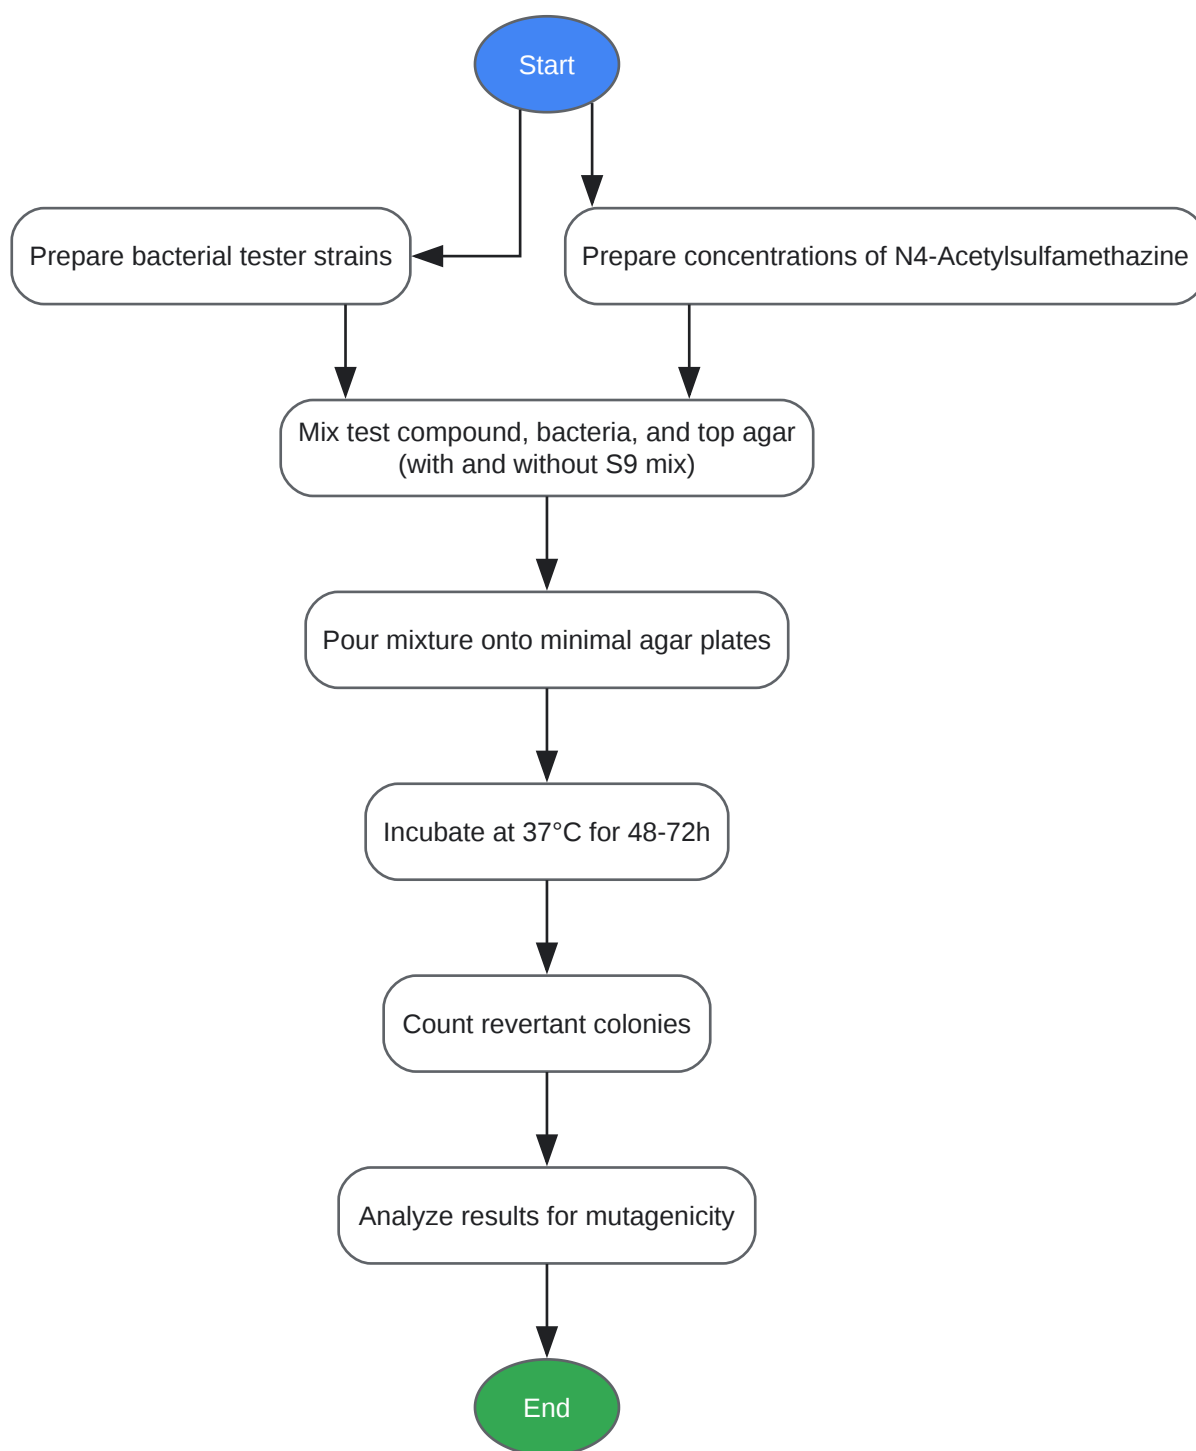 Start
Prepare bacterial tester strains
Prepare concentrations of N4-Acetylsulfamethazine
Mix test compound, bacteria, and top agar
(with and without S9 mix)
Pour mixture onto minimal agar plates
Incubate at 37°C for 48-72h
Count revertant colonies
Analyze results for mutagenicity
End